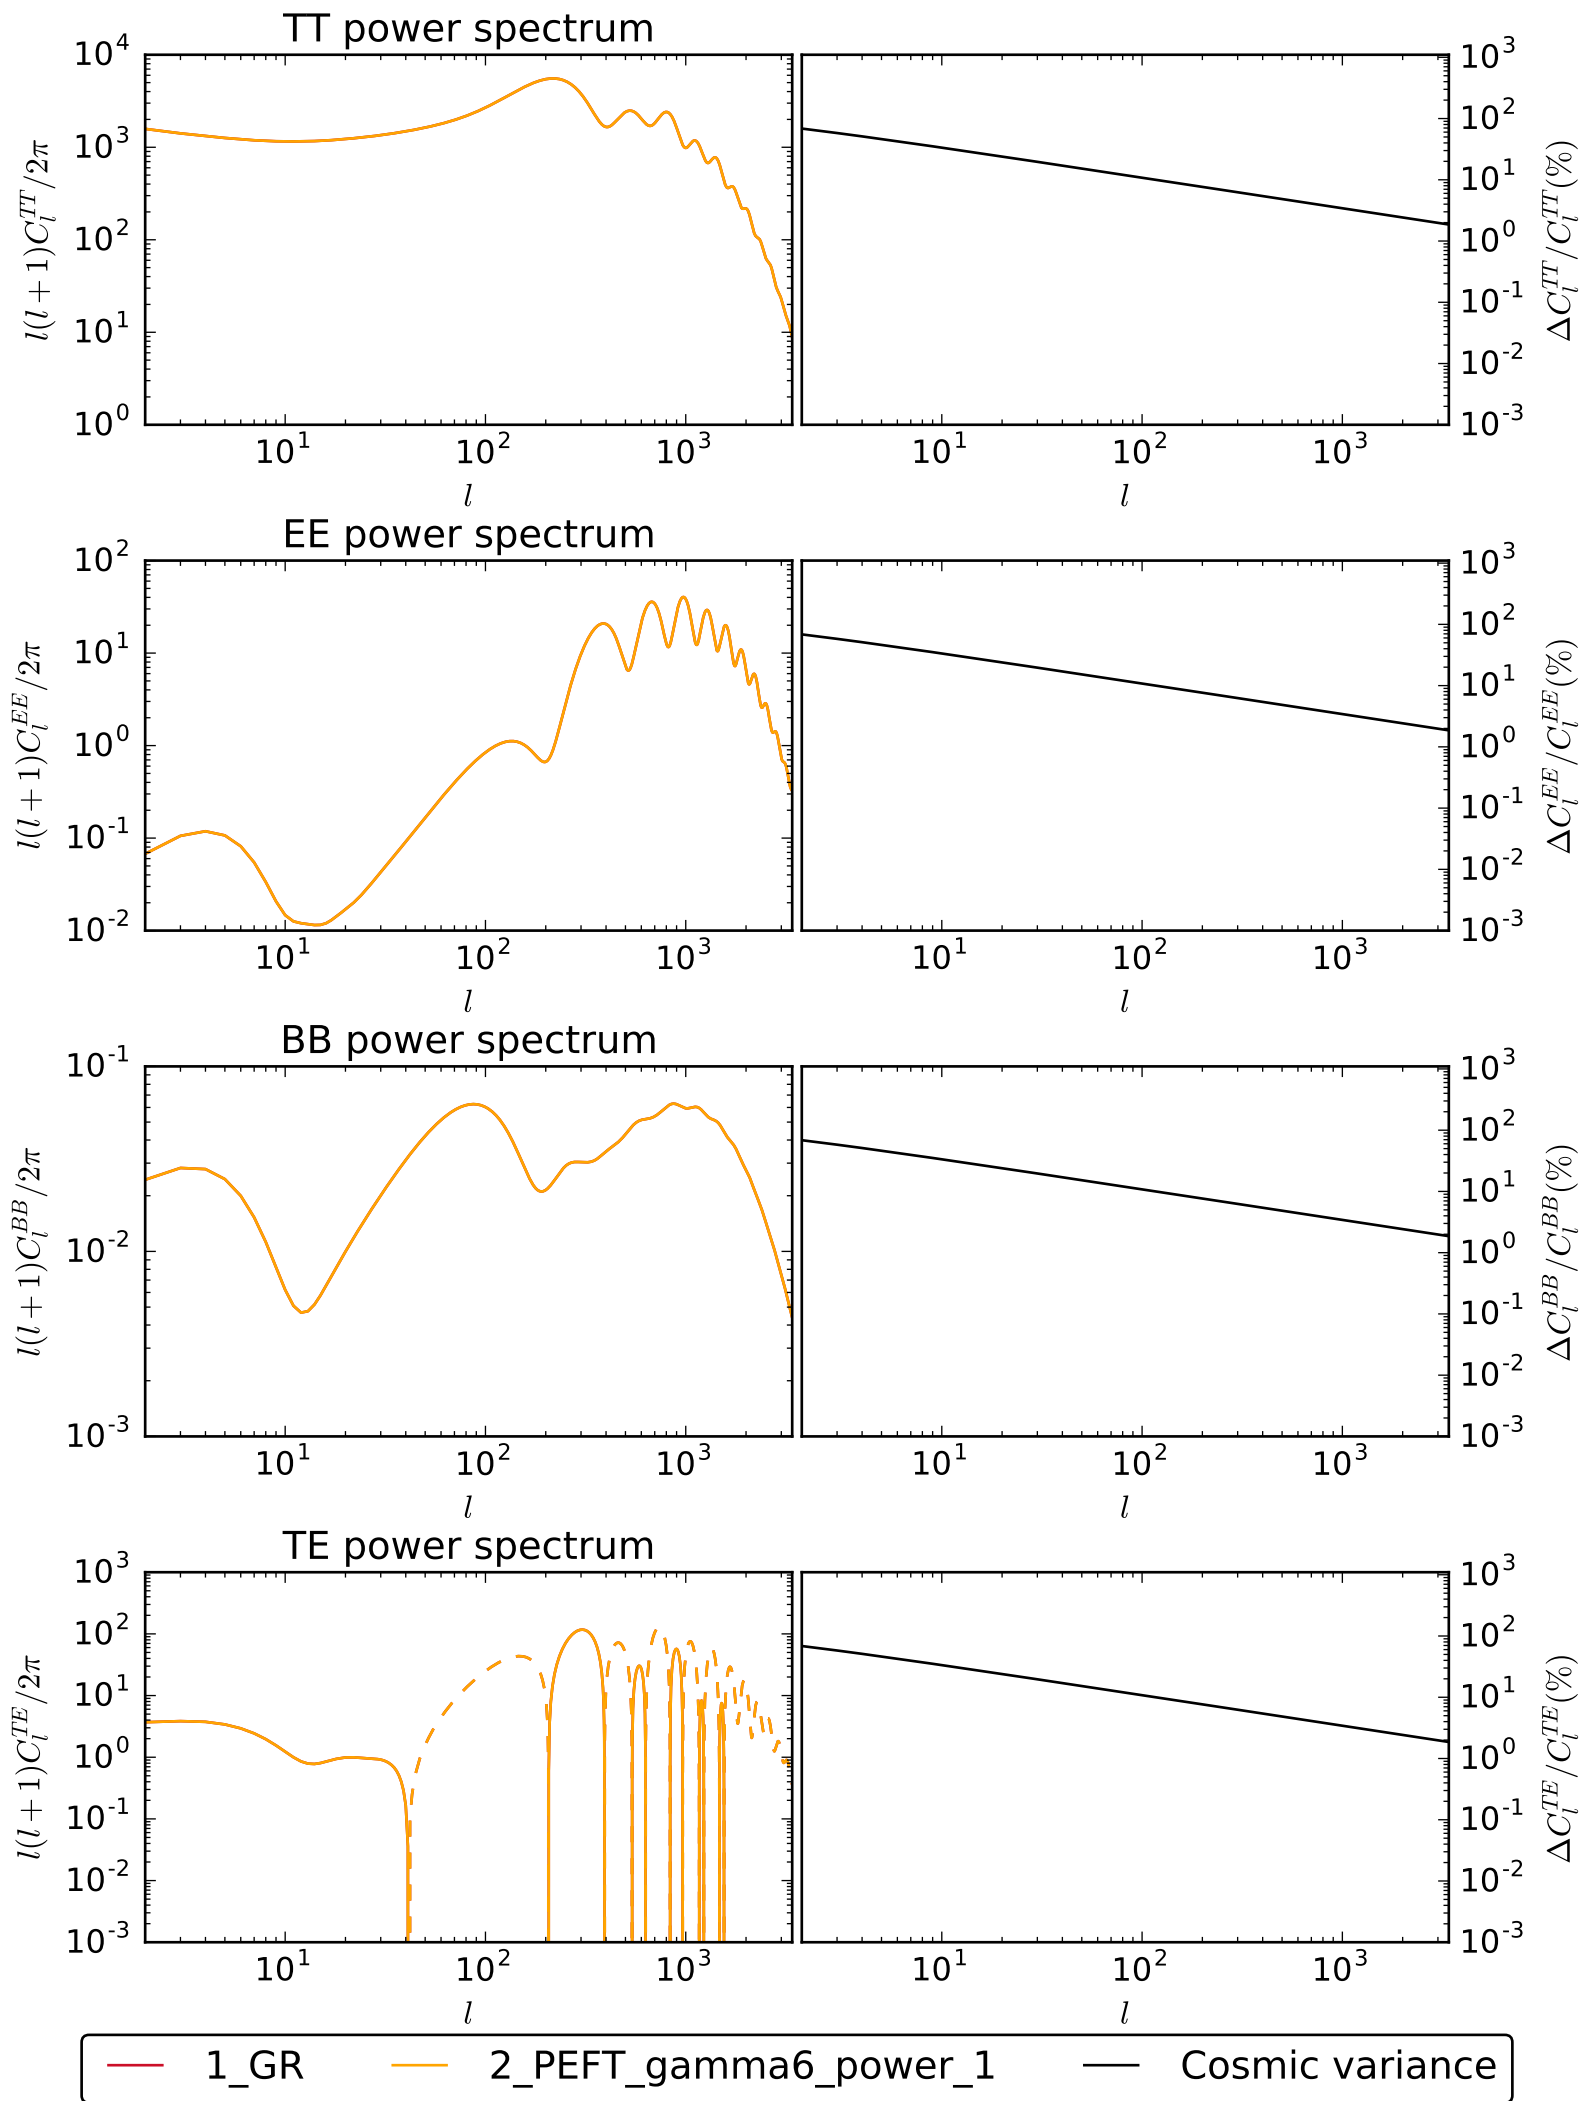 TT power spectrum
10^4
10^3
10^2
10^1
10^0
l(l+1)C_l^{TT}/2π
10^1 10^2 10^3
l
10^3
10^2
10^1
10^0
10^-1
10^-2
10^-3
ΔC_l^{TT}/C_l^{TT}(%)
10^1 10^2 10^3
l
EE power spectrum
10^2
10^1
10^0
10^-1
10^-2
l(l+1)C_l^{EE}/2π
10^1 10^2 10^3
l
10^3
10^2
10^1
10^0
10^-1
10^-2
10^-3
ΔC_l^{EE}/C_l^{EE}(%)
10^1 10^2 10^3
l
BB power spectrum
10^-1
10^-2
10^-3
l(l+1)C_l^{BB}/2π
10^1 10^2 10^3
l
10^3
10^2
10^1
10^0
10^-1
10^-2
10^-3
ΔC_l^{BB}/C_l^{BB}(%)
10^1 10^2 10^3
l
TE power spectrum
10^3
10^2
10^1
10^0
10^-1
10^-2
10^-3
l(l+1)C_l^{TE}/2π
10^1 10^2 10^3
l
10^3
10^2
10^1
10^0
10^-1
10^-2
10^-3
ΔC_l^{TE}/C_l^{TE}(%)
10^1 10^2 10^3
l
1_GR 2_PEFT_gamma6_power_1 Cosmic variance